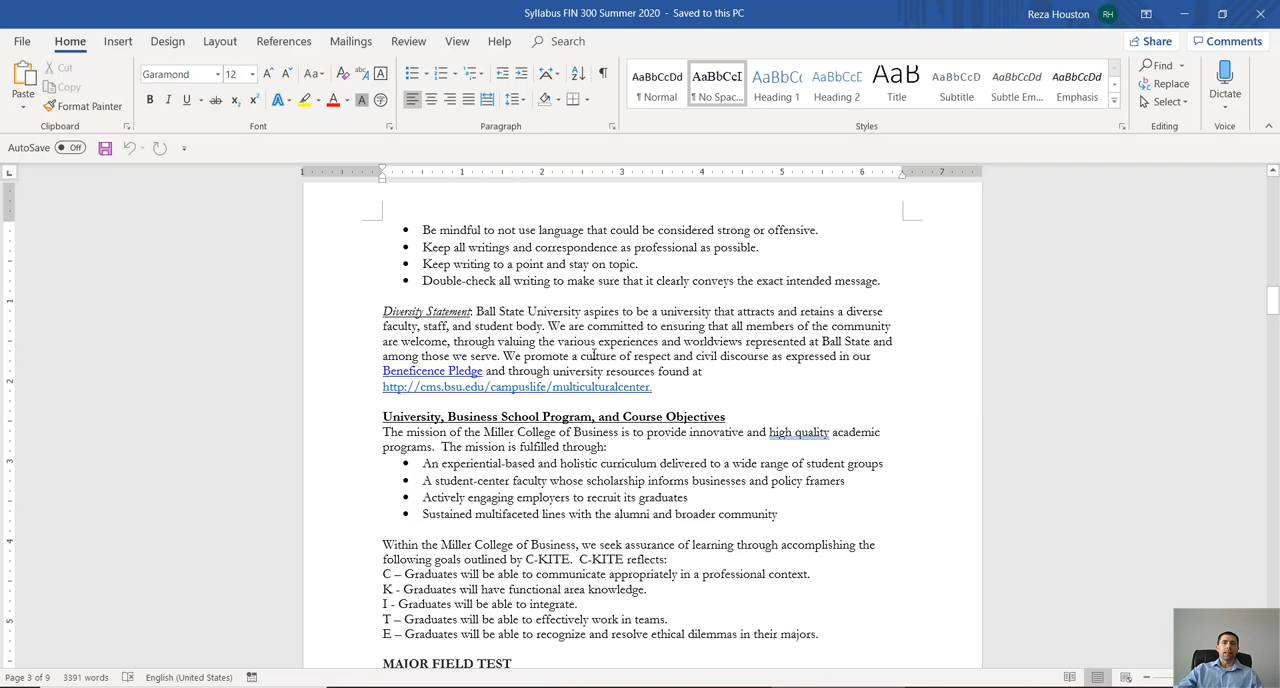 Syllabus FIN 300 Summer 2020 - Saved to this PC
Reza Houston RH
File Home Insert Draw Design Layout References Mailings Review View Help Search Share Comments
Cut
Copy
Paste Format Painter
Clipboard
Garamond 12
Font
Paragraph
AaBbCcDd AaBbCcI AaBbCc AaBbCcE AaB AaBbCcD AaBbCcDd AaBbCcDd
¶ Normal ¶ No Spac... Heading 1 Heading 2 Title Subtitle Subtle Em... Emphasis
Styles
Find
Replace
Select
Editing
Dictate
Voice
AutoSave Off
1 1 2 3 4 5 6 7
• Be mindful to not use language that could be considered strong or offensive.
• Keep all writings and correspondence as professional as possible.
• Keep writing to a point and stay on topic.
• Double-check all writing to make sure that it clearly conveys the exact intended message.
Diversity Statement: Ball State University aspires to be a university that attracts and retains a diverse
faculty, staff, and student body. We are committed to ensuring that all members of the community
are welcome, through valuing the various experiences and worldviews represented at Ball State and
among those we serve. We promote a culture of respect and civil discourse as expressed in our
Beneficence Pledge and through university resources found at
http://cms.bsu.edu/campuslife/multiculturalcenter.
University, Business School Program, and Course Objectives
The mission of the Miller College of Business is to provide innovative and high quality academic
programs. The mission is fulfilled through:
• An experiential-based and holistic curriculum delivered to a wide range of student groups
• A student-center faculty whose scholarship informs businesses and policy framers
• Actively engaging employers to recruit its graduates
• Sustained multifaceted lines with the alumni and broader community
Within the Miller College of Business, we seek assurance of learning through accomplishing the
following goals outlined by C-KITE. C-KITE reflects:
C – Graduates will be able to communicate appropriately in a professional context.
K - Graduates will have functional area knowledge.
I - Graduates will be able to integrate.
T – Graduates will be able to effectively work in teams.
E – Graduates will be able to recognize and resolve ethical dilemmas in their majors.
MAJOR FIELD TEST
Page 3 of 9 3391 words English (United States)